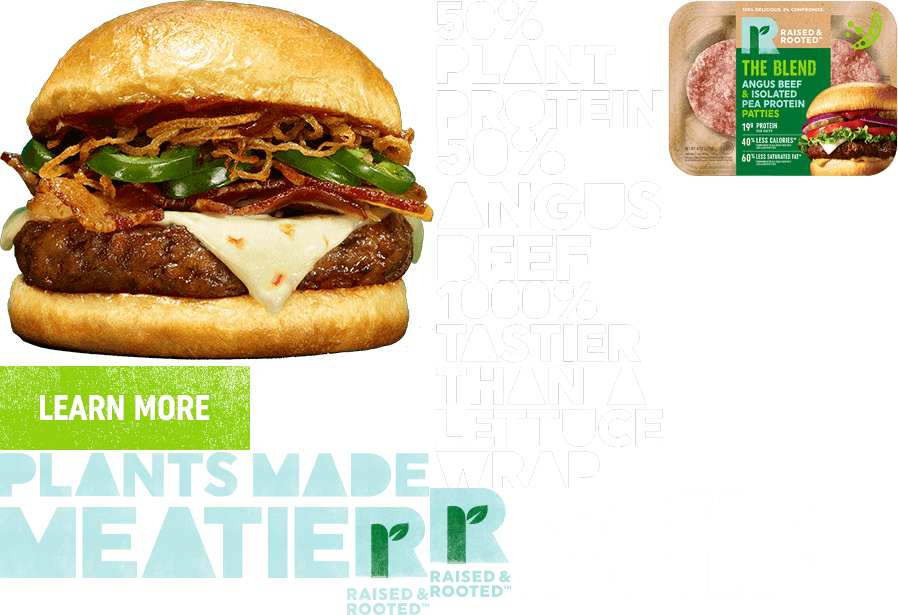 50%
PLANT
PROTEIN
50%
ANGUS
BEEF
1000%
TASTIER
THAN A
LETTUCE
WRAP
100% DELICIOUS. 0% COMPROMISE.
R
RAISED &
ROOTED™
THE BLEND
ANGUS BEEF
& ISOLATED
PEA PROTEIN
PATTIES
19g PROTEIN
PER PATTY
40% LESS CALORIES*
60% LESS SATURATED FAT*
LEARN MORE
PLANTS MADE
MEATIER
R
RAISED &
ROOTED™
R
RAISED &
ROOTED™